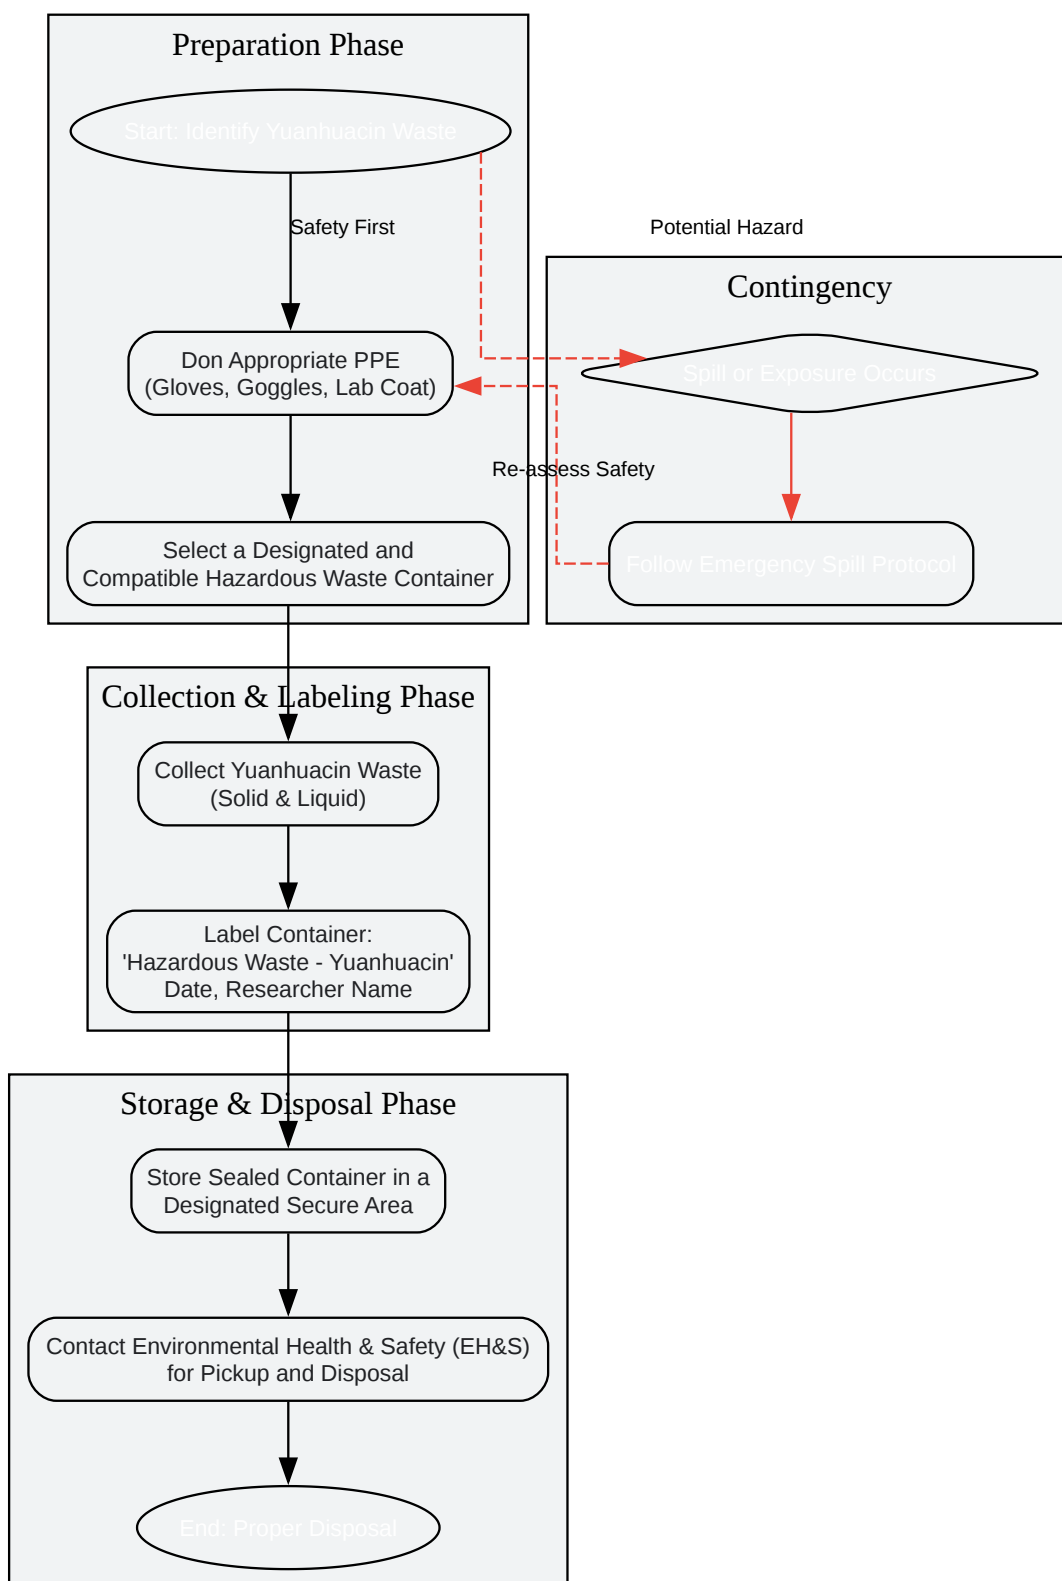 Preparation Phase
Start: Identify Yuanhuacin Waste
Safety First
Potential Hazard
Don Appropriate PPE
(Gloves, Goggles, Lab Coat)
Contingency
Spill or Exposure Occurs
Re-assess Safety
Select a Designated and
Compatible Hazardous Waste Container
Follow Emergency Spill Protocol
Collection & Labeling Phase
Collect Yuanhuacin Waste
(Solid & Liquid)
Label Container:
'Hazardous Waste - Yuanhuacin'
Date, Researcher Name
Storage & Disposal Phase
Store Sealed Container in a
Designated Secure Area
Contact Environmental Health & Safety (EH&S)
for Pickup and Disposal
End: Proper Disposal